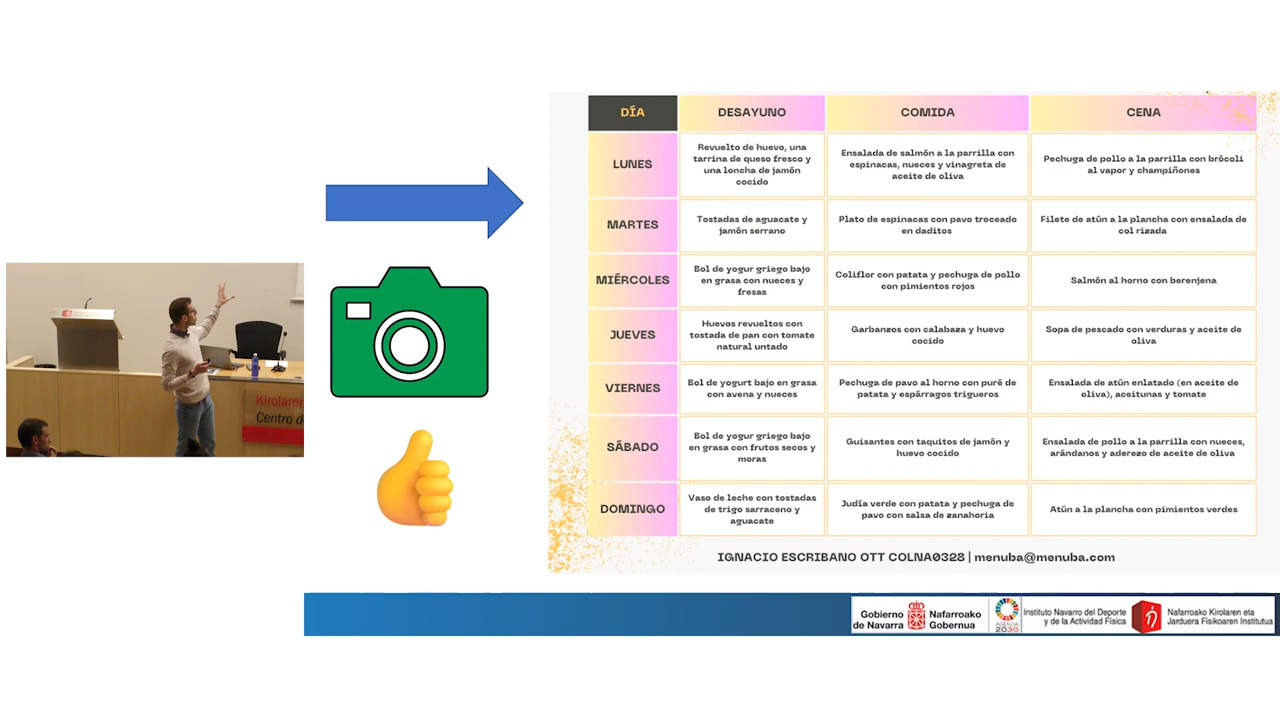 DÍA
DESAYUNO
COMIDA
CENA
LUNES
Revuelto de huevo, una
tarrina de queso fresco y
una loncha de jamón
cocido
Ensalada de salmón a la parrilla con
espinacas, nueces y vinagreta de
aceite de oliva
Pechuga de pollo a la parrilla con brócoli
al vapor y champiñones
MARTES
Tostadas de aguacate y
jamón serrano
Plato de espinacas con pavo troceado
en daditos
Filete de atún a la plancha con ensalada de
col rizada
MIÉRCOLES
Bol de yogur griego bajo
en grasa con nueces y
fresas
Coliflor con patata y pechuga de pollo
con pimientos rojos
Salmón al horno con berenjena
JUEVES
Huevos revueltos con
tostada de pan con tomate
natural untado
Garbanzos con calabaza y huevo
cocido
Sopa de pescado con verduras y aceite de
oliva
VIERNES
Bol de yogurt bajo en grasa
con avena y nueces
Pechuga de pavo al horno con puré de
patata y espárragos trigueros
Ensalada de atún enlatado (en aceite de
oliva), aceitunas y tomate
SÁBADO
Bol de yogur griego bajo
en grasa con frutos secos y
moras
Guisantes con taquitos de jamón y
huevo cocido
Ensalada de pollo a la parrilla con nueces,
arándanos y aderezo de aceite de oliva
DOMINGO
Vaso de leche con tostadas
de trigo sarraceno y
aguacate
Judía verde con patata y pechuga de
pavo con salsa de zanahoria
Atún a la plancha con pimientos verdes
IGNACIO ESCRIBANO OTT COLNA0328 | menuba@menuba.com
Kirolaren
Centro de
Gobierno
de Navarra
Nafarroako
Gobernua
AGENDA
2030
Instituto Navarro del Deporte
y de la Actividad Física
Nafarroako Kirolaren eta
Jarduera Fisikoaren Institutua